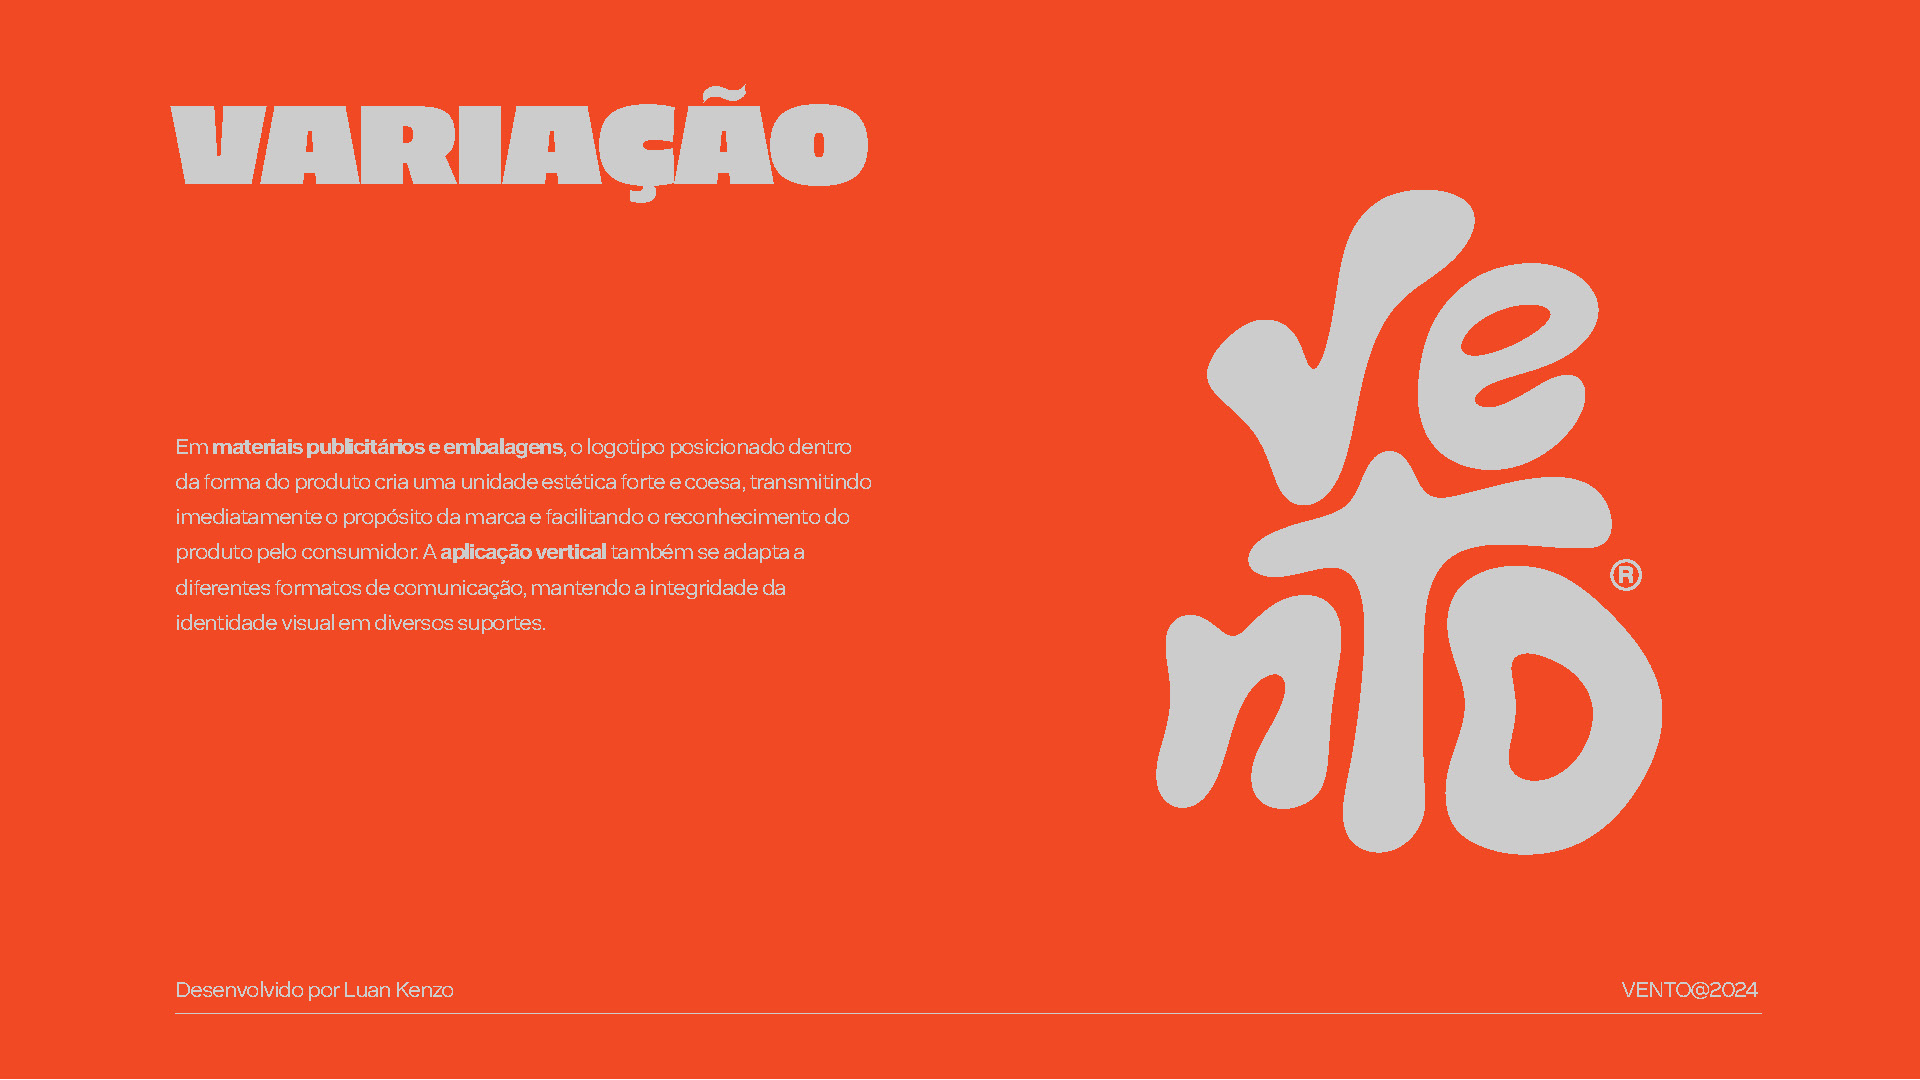 VARIAÇÃO
Em materiais publicitários e embalagens, o logotipo posicionado dentro
da forma do produto cria uma unidade estética forte e coesa, transmitindo
imediatamente o propósito da marca e facilitando o reconhecimento do
produto pelo consumidor. A aplicação vertical também se adapta a
diferentes formatos de comunicação, mantendo a integridade da
identidade visual em diversos suportes.
ve
nTO
®
Desenvolvido por Luan Kenzo
VENTO@2024